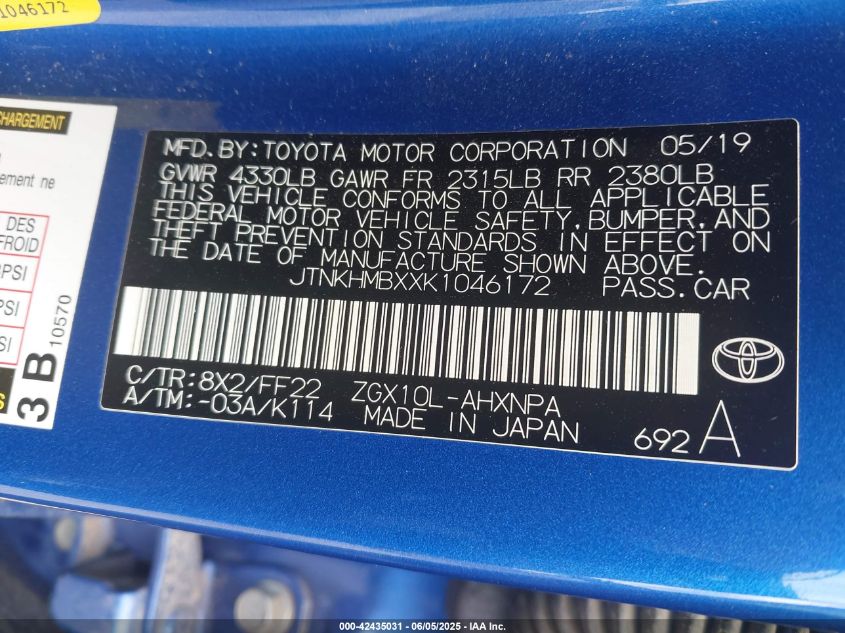 1046172
CHARGEMENT
ement ne
DES
FROID
PSI
PSI
SI
3 B 10570
MFD.BY:TOYOTA MOTOR CORPORATION 05/19
GVWR 4330LB GAWR FR 2315LB RR 2380LB
THIS VEHICLE CONFORMS TO ALL APPLICABLE
FEDERAL MOTOR VEHICLE SAFETY,BUMPER,AND
THEFT PREVENTION STANDARDS IN EFFECT ON
THE DATE OF MANUFACTURE SHOWN ABOVE.
JTNKHMBXXK1046172 PASS.CAR
C/TR:8X2/FF22 ZGX10L-AHXNPA
A/TM:-03A/K114 MADE IN JAPAN
692 A
000-42435031 - 06/05/2025 - IAA Inc.